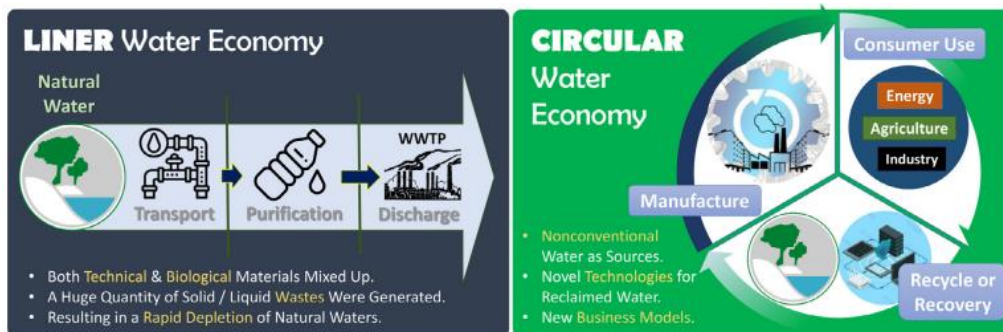 LINER Water Economy
Natural
Water
Transport
Purification
WWTP
Discharge
• Both Technical & Biological Materials Mixed Up.
• A Huge Quantity of Solid / Liquid Wastes Were Generated.
• Resulting in a Rapid Depletion of Natural Waters.
CIRCULAR
Water
Economy
Consumer Use
Energy
Agriculture
Industry
Manufacture
Recycle or
Recovery
• Nonconventional
Water as Sources.
• Novel Technologies for
Reclaimed Water.
• New Business Models.